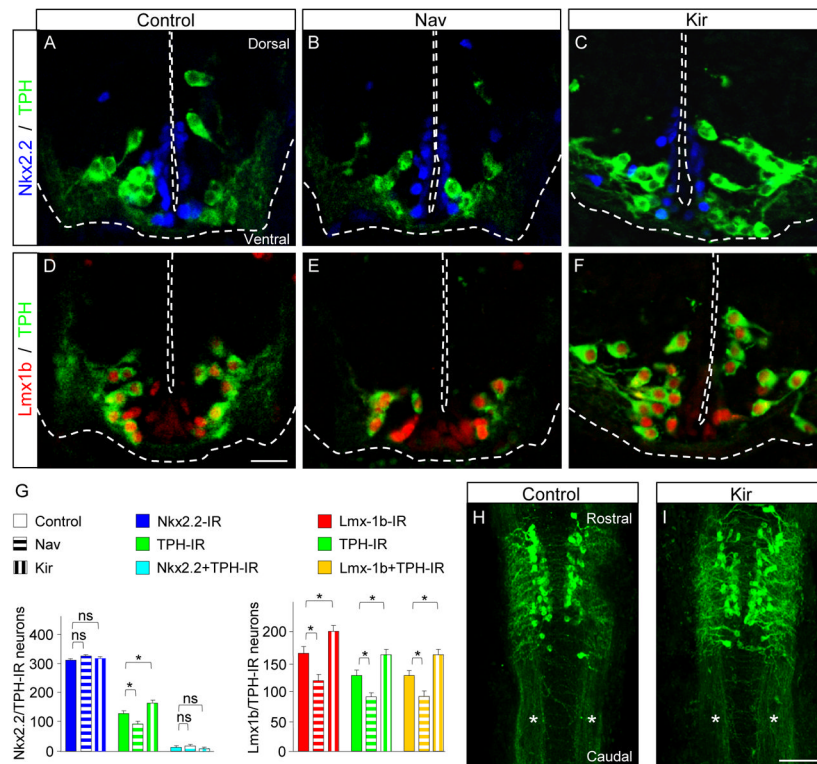 Control Nav Kir
Nkx2.2 / TPH
A Dorsal
Ventral
B
C
Lmx1b / TPH
D
E
F
G
Control Nkx2.2-IR Lmx-1b-IR
Nav TPH-IR TPH-IR
Kir Nkx2.2+TPH-IR Lmx-1b+TPH-IR
Nkx2.2/TPH-IR neurons
400
300
200
100
0
ns
ns
*
*
ns
ns
Lmx1b/TPH-IR neurons
200
150
100
50
0
*
*
*
*
*
*
Control Kir
H Rostral
* *
Caudal
I
* *